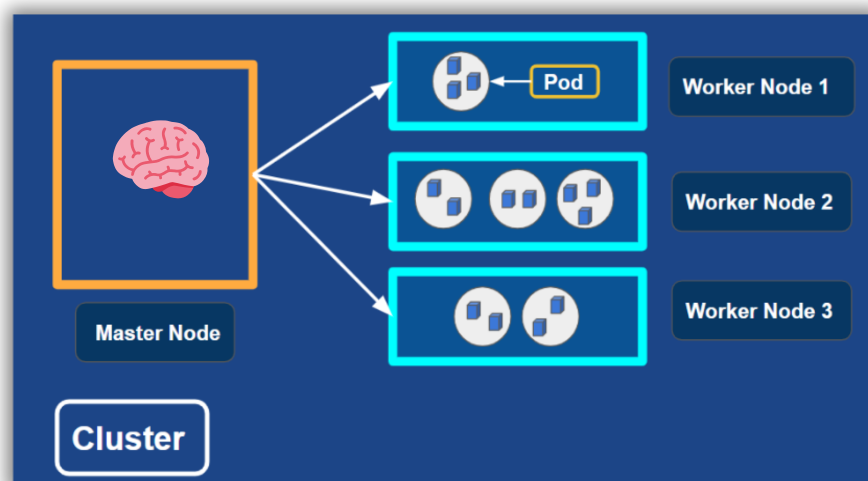 Pod
Worker Node 1
Worker Node 2
Worker Node 3
Master Node
Cluster